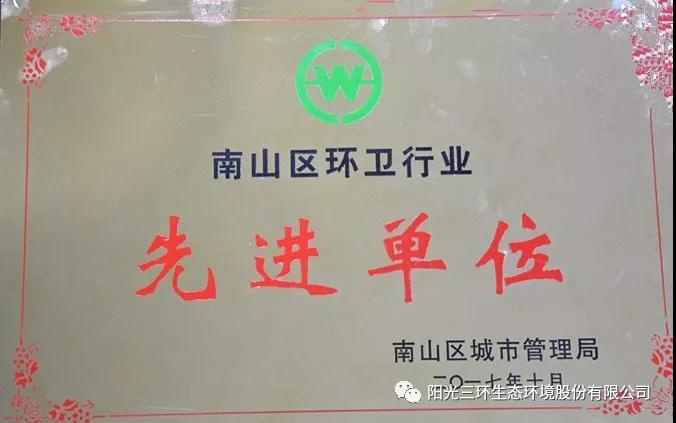 W
南山区环卫行业
先进单位
南山区城市管理局
二〇一七年十月
阳光三环生态环境股份有限公司